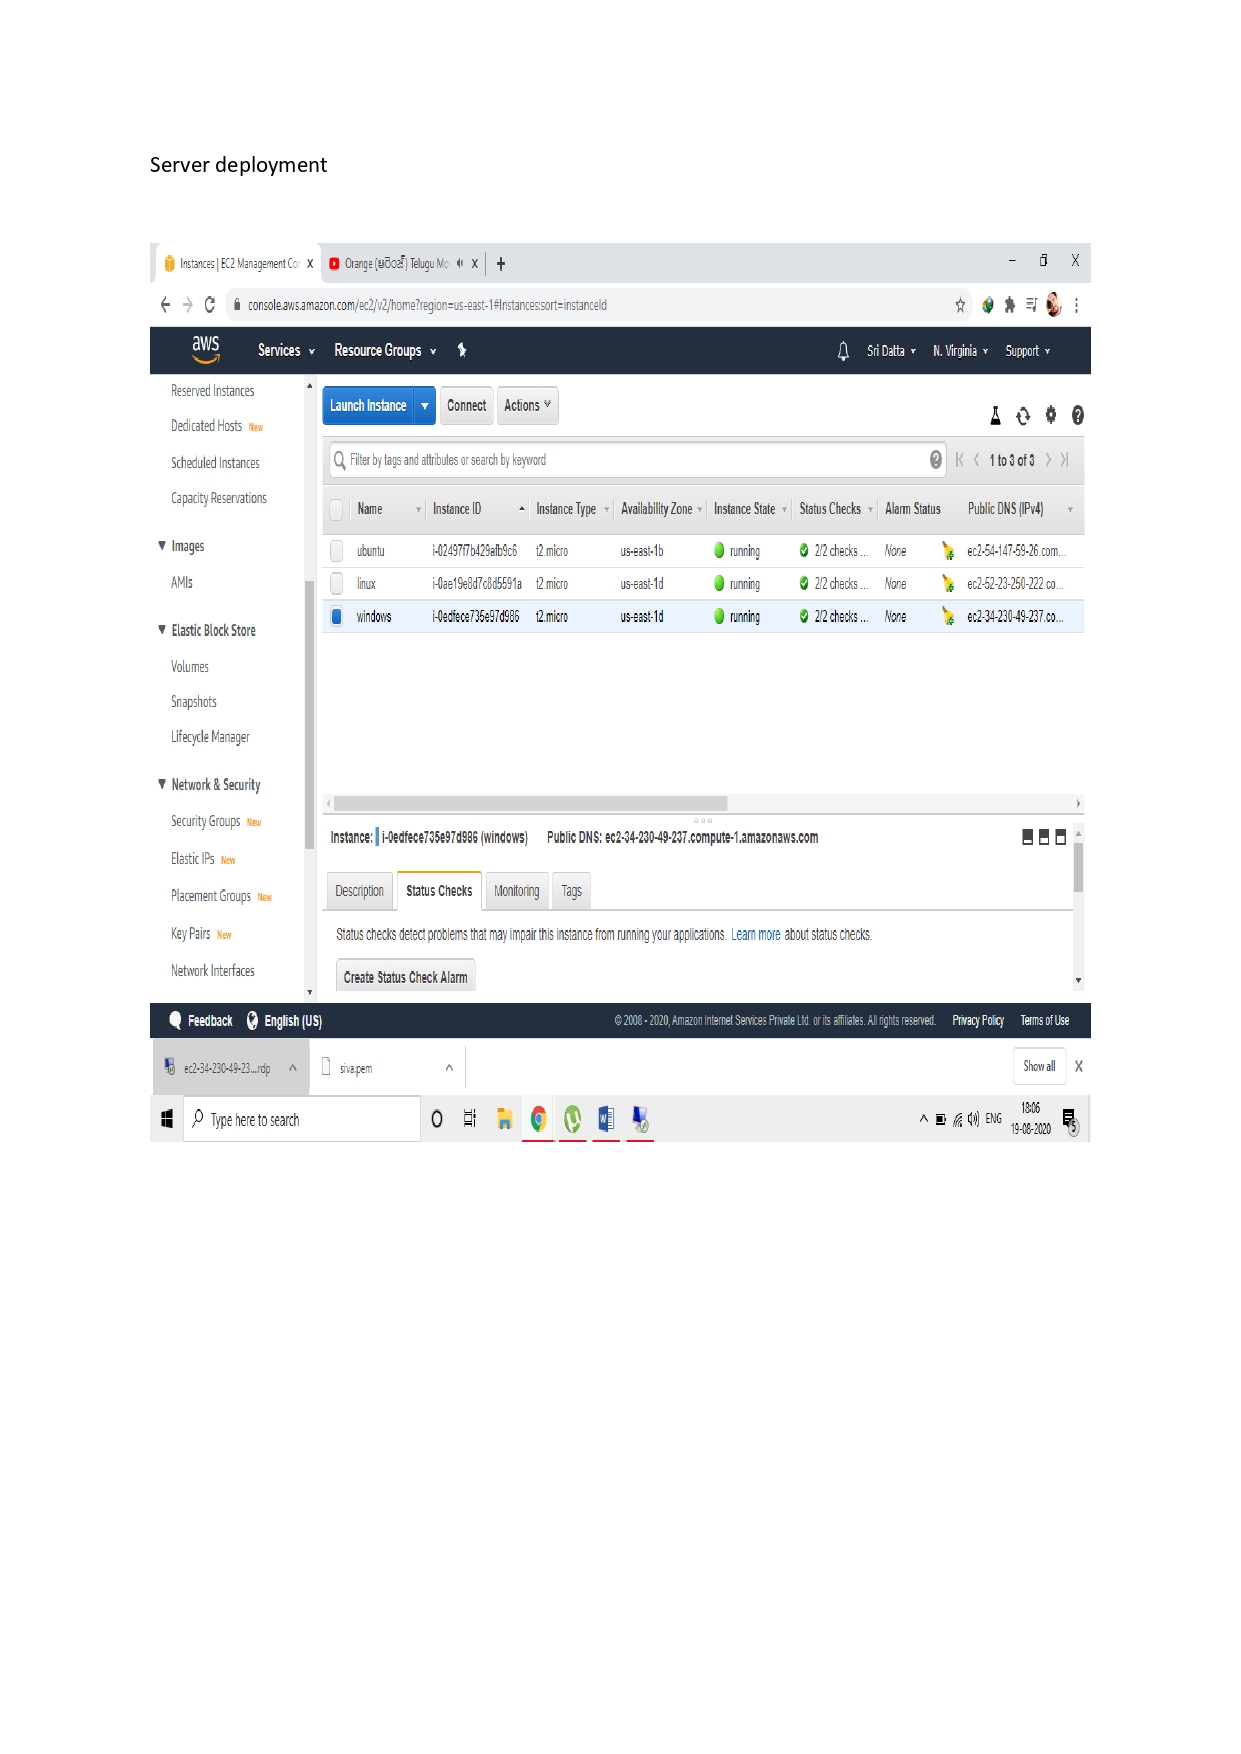 Server deployment
Instances | EC2 Management Co
Orange ( ) Telugu Mo
console.aws.amazon.com/ec2/v2/home?region=us-east-1#Instances:sort=instanceId
aws Services Resource Groups Sri Datta N. Virginia Support
Reserved Instances
Dedicated Hosts New
Scheduled Instances
Capacity Reservations
Images
AMIs
Elastic Block Store
Volumes
Snapshots
Lifecycle Manager
Network & Security
Security Groups New
Elastic IPs New
Placement Groups New
Key Pairs New
Network Interfaces
Launch Instance Connect Actions
Filter by tags and attributes or search by keyword 1 to 3 of 3
Name Instance ID Instance Type Availability Zone Instance State Status Checks Alarm Status Public DNS (IPv4)
ubuntu i-02497f7b429afb9c6 t2.micro us-east-1b running 2/2 checks ... None ec2-54-147-59-26.com...
linux i-0ae19e8d7c8d5591a t2.micro us-east-1d running 2/2 checks ... None ec2-52-23-250-222.co...
windows i-0edfece735e97d986 t2.micro us-east-1d running 2/2 checks ... None ec2-34-230-49-237.co...
Instance: i-0edfece735e97d986 (windows) Public DNS: ec2-34-230-49-237.compute-1.amazonaws.com
Description Status Checks Monitoring Tags
Status checks detect problems that may impair this instance from running your applications. Learn more about status checks.
Create Status Check Alarm
Feedback English (US) © 2008 - 2020, Amazon Internet Services Private Ltd. or its affiliates. All rights reserved. Privacy Policy Terms of Use
ec2-34-230-49-23....rdp siva.pem Show all
Type here to search ENG 18:06
19-08-2020 5